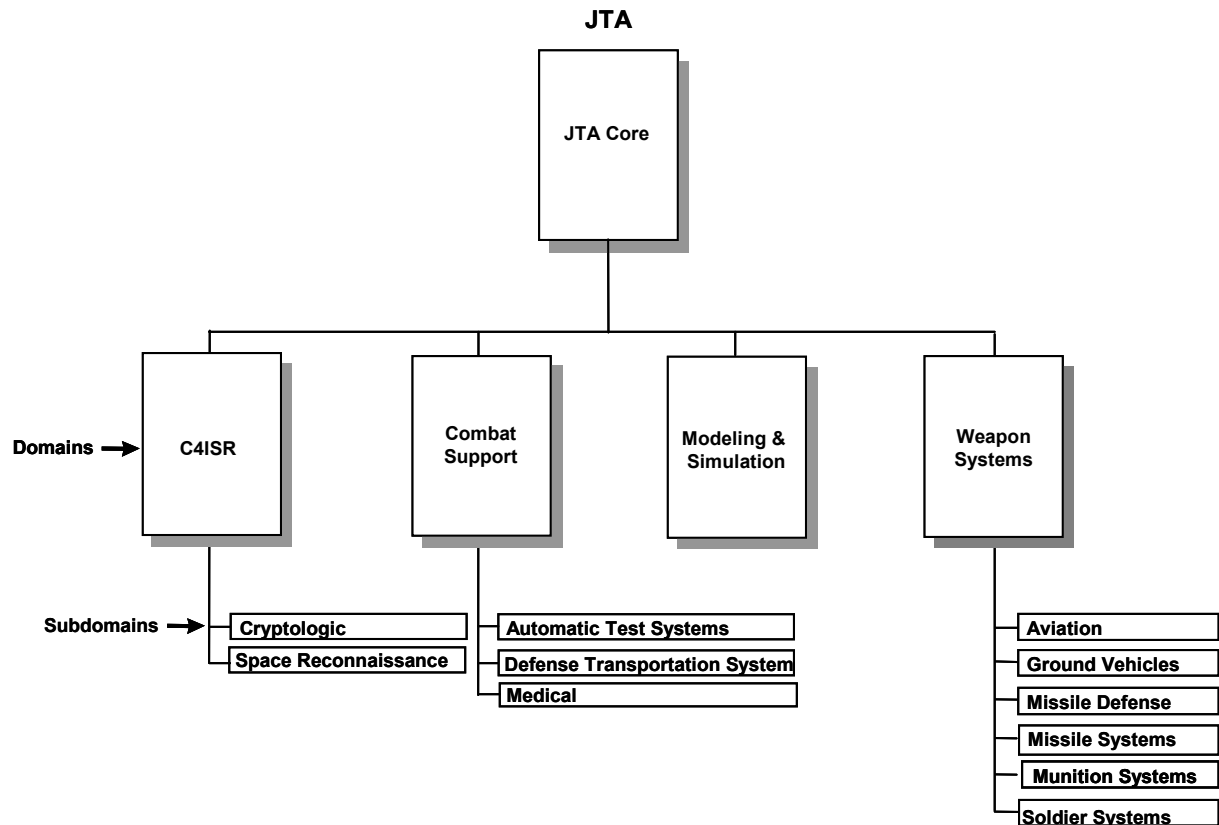 JTA
JTA Core
Domains
C4ISR
Combat
Support
Modeling &
Simulation
Weapon
Systems
Subdomains
Cryptologic
Space Reconnaissance
Automatic Test Systems
Defense Transportation System
Medical
Aviation
Ground Vehicles
Missile Defense
Missile Systems
Munition Systems
Soldier Systems